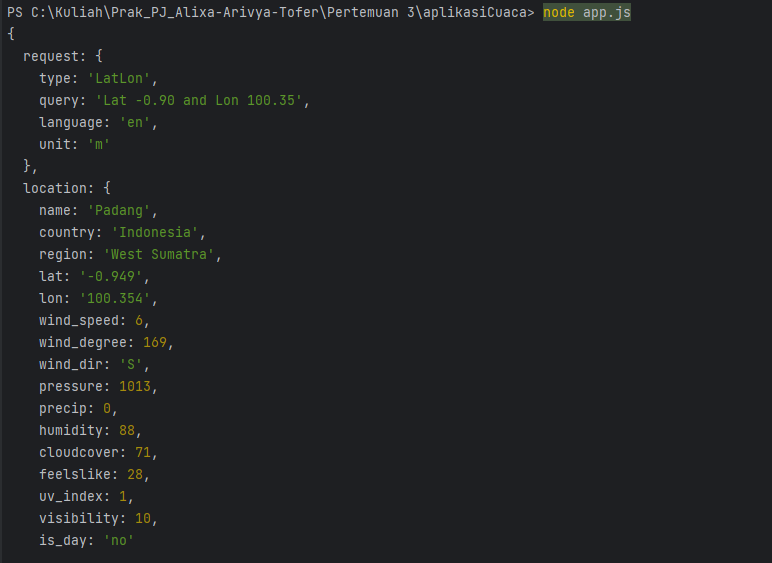 PS C:\Kuliah\Prak_PJ_Alixa-Arivya-Tofer\Pertemuan 3\aplikasiCuaca> node app.js
{
  request: {
    type: 'LatLon',
    query: 'Lat -0.90 and Lon 100.35',
    language: 'en',
    unit: 'm'
  },
  location: {
    name: 'Padang',
    country: 'Indonesia',
    region: 'West Sumatra',
    lat: '-0.949',
    lon: '100.354',
    wind_speed: 6,
    wind_degree: 169,
    wind_dir: 'S',
    pressure: 1013,
    precip: 0,
    humidity: 88,
    cloudcover: 71,
    feelslike: 28,
    uv_index: 1,
    visibility: 10,
    is_day: 'no'